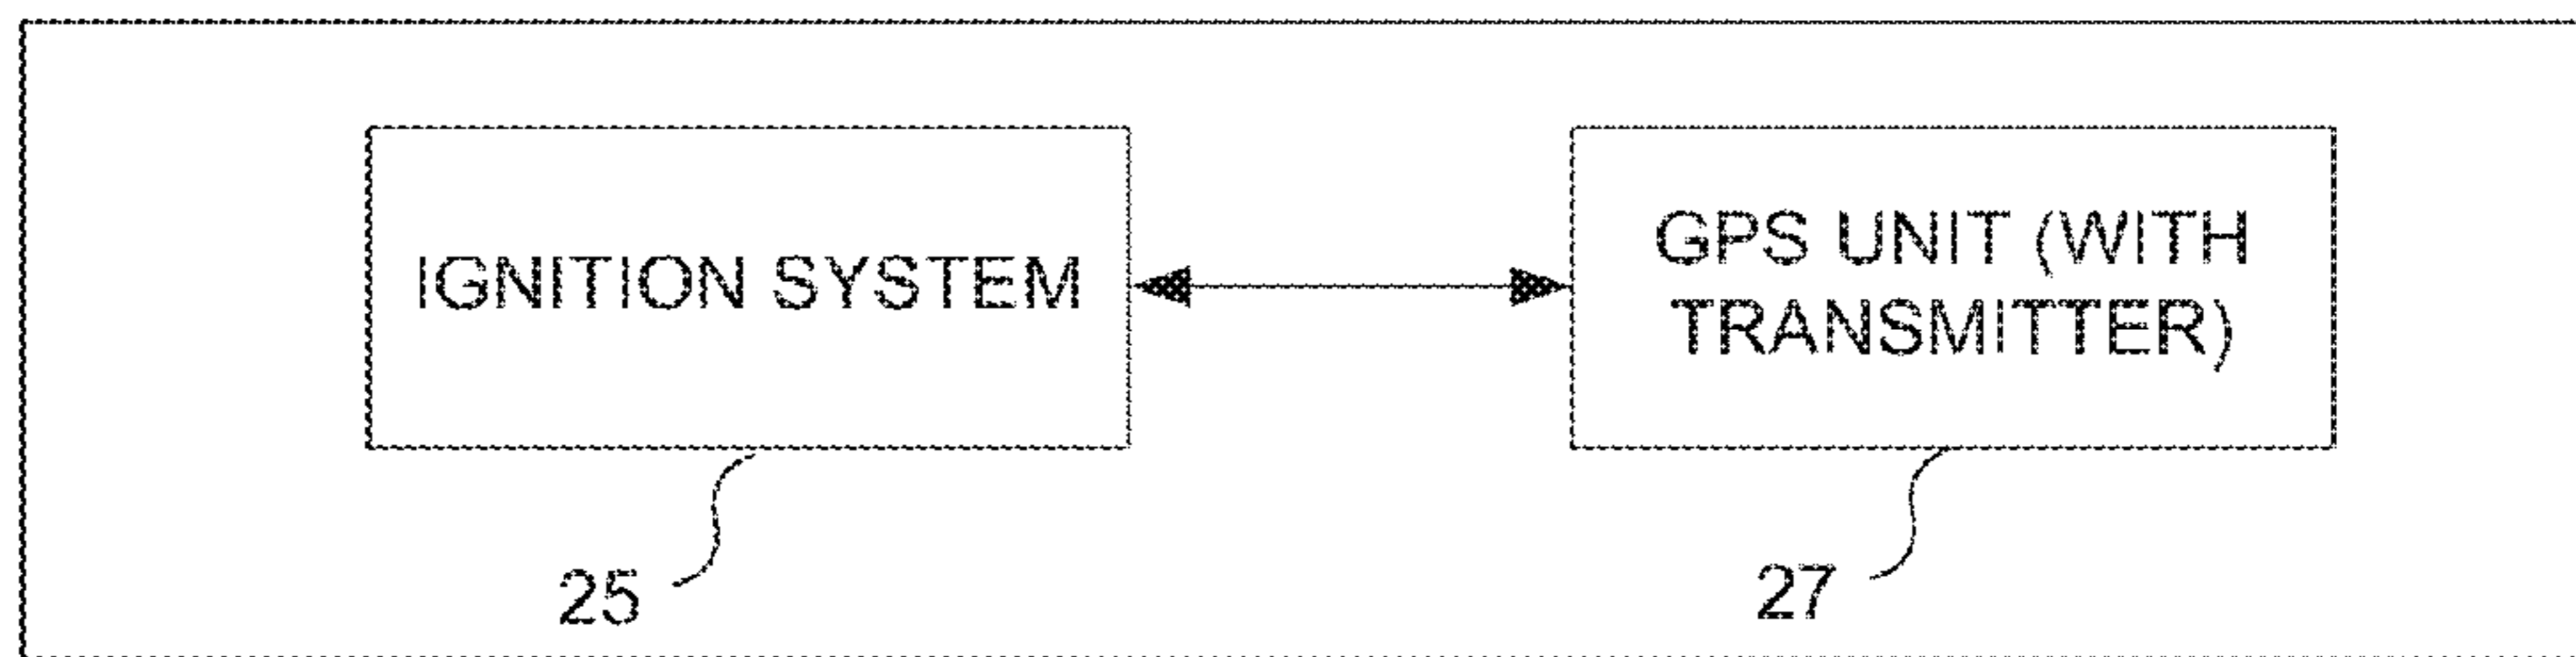 IGNITION SYSTEM
GPS UNIT (WITH
TRANSMITTER)
25
27